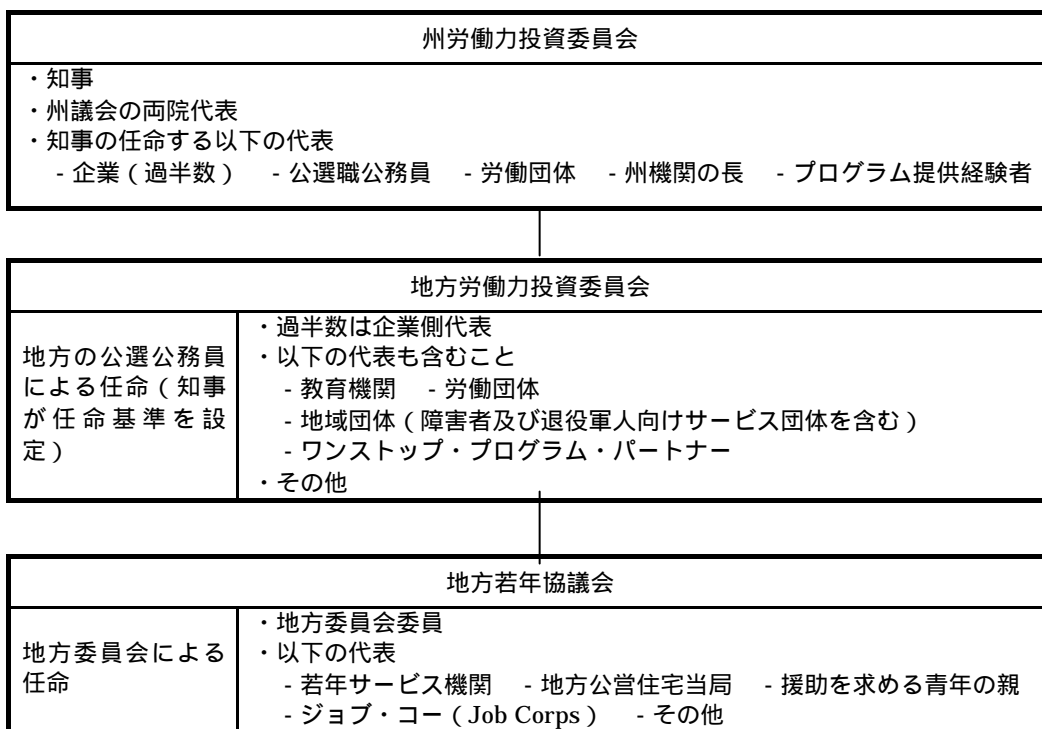 州労働力投資委員会
・知事
・州議会の両院代表
・知事の任命する以下の代表
- 企業（過半数） - 公選職公務員 - 労働団体 - 州機関の長 - プログラム提供経験者
地方労働力投資委員会
地方の公選公務員
による任命（知事
が任命基準を設
定）
・過半数は企業側代表
・以下の代表も含むこと
- 教育機関 - 労働団体
- 地域団体（障害者及び退役軍人向けサービス団体を含む）
- ワンストップ・プログラム・パートナー
・その他
地方若年協議会
地方委員会による
任命
・地方委員会委員
・以下の代表
- 若年サービス機関 - 地方公営住宅当局 - 援助を求める青年の親
- ジョブ・コー（Job Corps） - その他